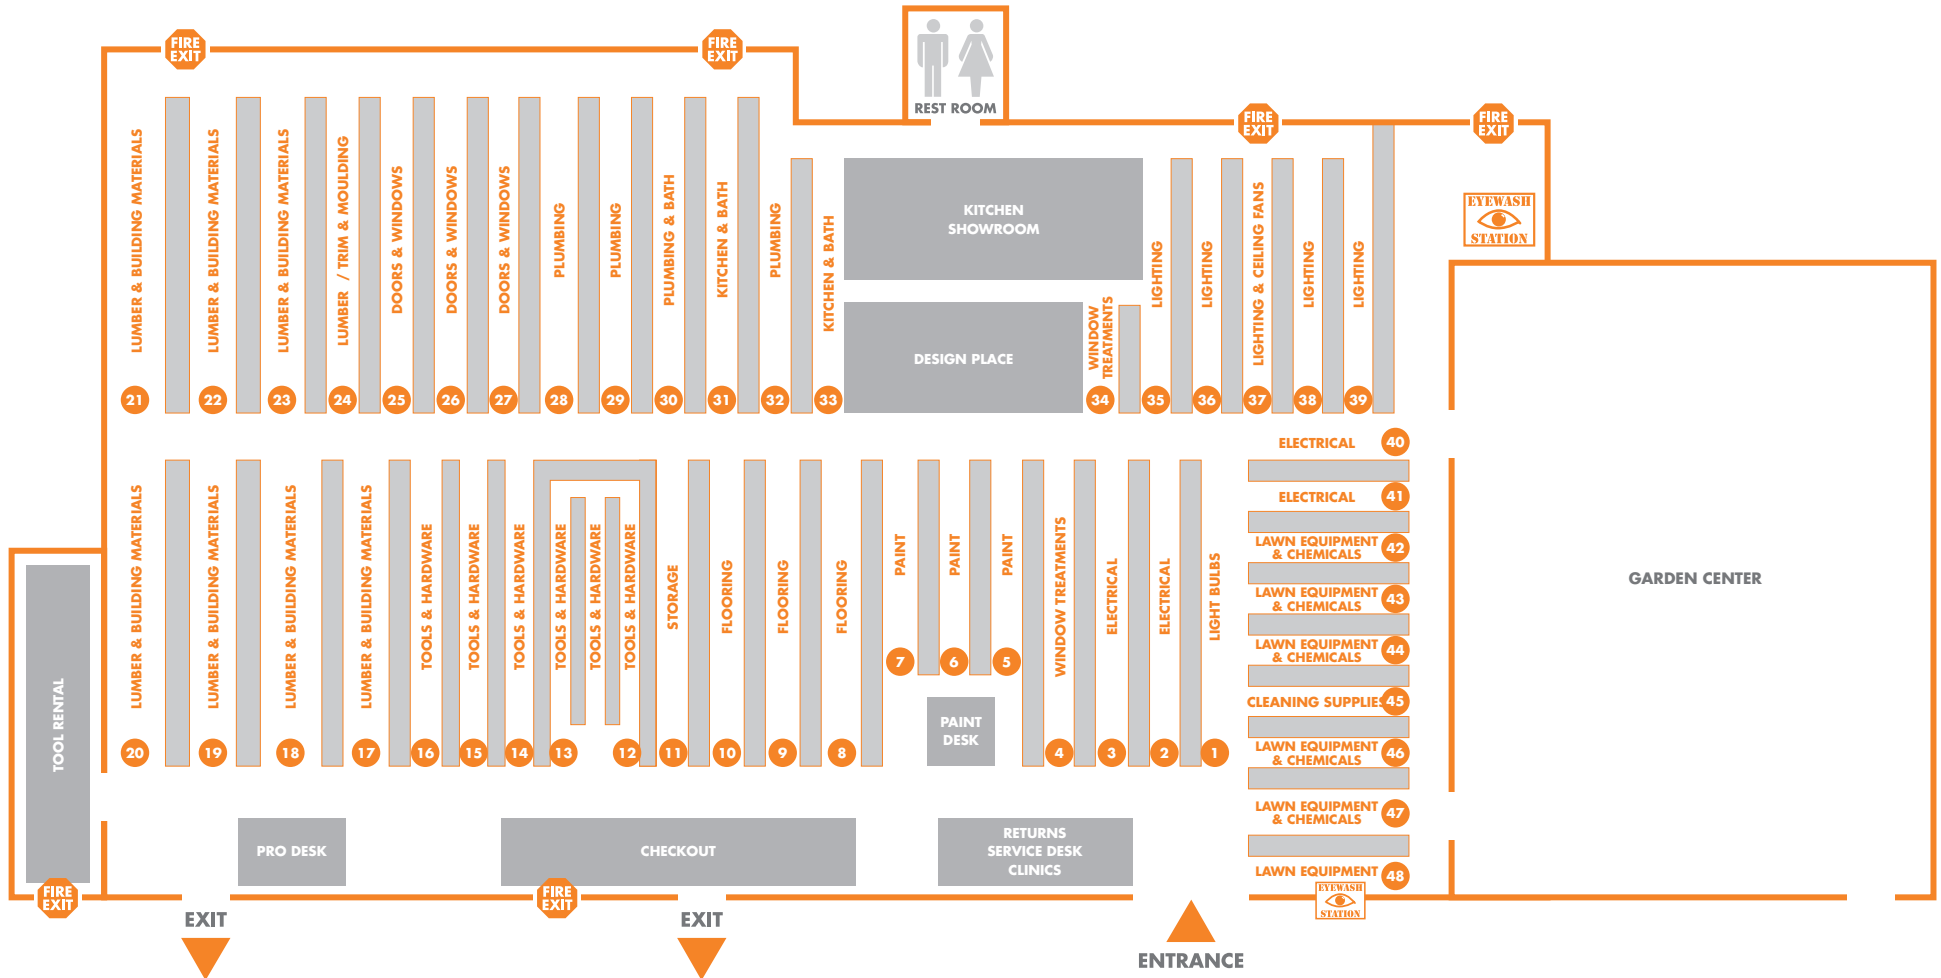 FIRE
EXIT
FIRE
EXIT
REST ROOM
FIRE
EXIT
FIRE
EXIT
EYEWASH
STATION
LUMBER & BUILDING MATERIALS
21
LUMBER & BUILDING MATERIALS
22
LUMBER & BUILDING MATERIALS
23
LUMBER / TRIM & MOULDING
24
DOORS & WINDOWS
25
DOORS & WINDOWS
26
DOORS & WINDOWS
27
PLUMBING
28
PLUMBING
29
PLUMBING & BATH
30
KITCHEN & BATH
31
PLUMBING
32
KITCHEN & BATH
33
KITCHEN
SHOWROOM
DESIGN PLACE
WINDOW
TREATMENTS
34
LIGHTING
35
LIGHTING
36
LIGHTING & CEILING FANS
37
LIGHTING
38
LIGHTING
39
ELECTRICAL 40
ELECTRICAL 41
LAWN EQUIPMENT
& CHEMICALS
42
LAWN EQUIPMENT
& CHEMICALS
43
LAWN EQUIPMENT
& CHEMICALS
44
CLEANING SUPPLIES 45
LAWN EQUIPMENT
& CHEMICALS
46
LAWN EQUIPMENT
& CHEMICALS
47
LAWN EQUIPMENT 48
GARDEN CENTER
TOOL RENTAL
LUMBER & BUILDING MATERIALS
20
LUMBER & BUILDING MATERIALS
19
LUMBER & BUILDING MATERIALS
18
LUMBER & BUILDING MATERIALS
17
TOOLS & HARDWARE
16
TOOLS & HARDWARE
15
TOOLS & HARDWARE
14
TOOLS & HARDWARE
13
TOOLS & HARDWARE
TOOLS & HARDWARE
12
STORAGE
11
FLOORING
10
FLOORING
9
FLOORING
8
PAINT
7
PAINT
6
PAINT
5
PAINT
DESK
WINDOW TREATMENTS
4
ELECTRICAL
3
ELECTRICAL
2
LIGHT BULBS
1
PRO DESK
CHECKOUT
RETURNS
SERVICE DESK
CLINICS
FIRE
EXIT
FIRE
EXIT
EYEWASH
STATION
EXIT
EXIT
ENTRANCE